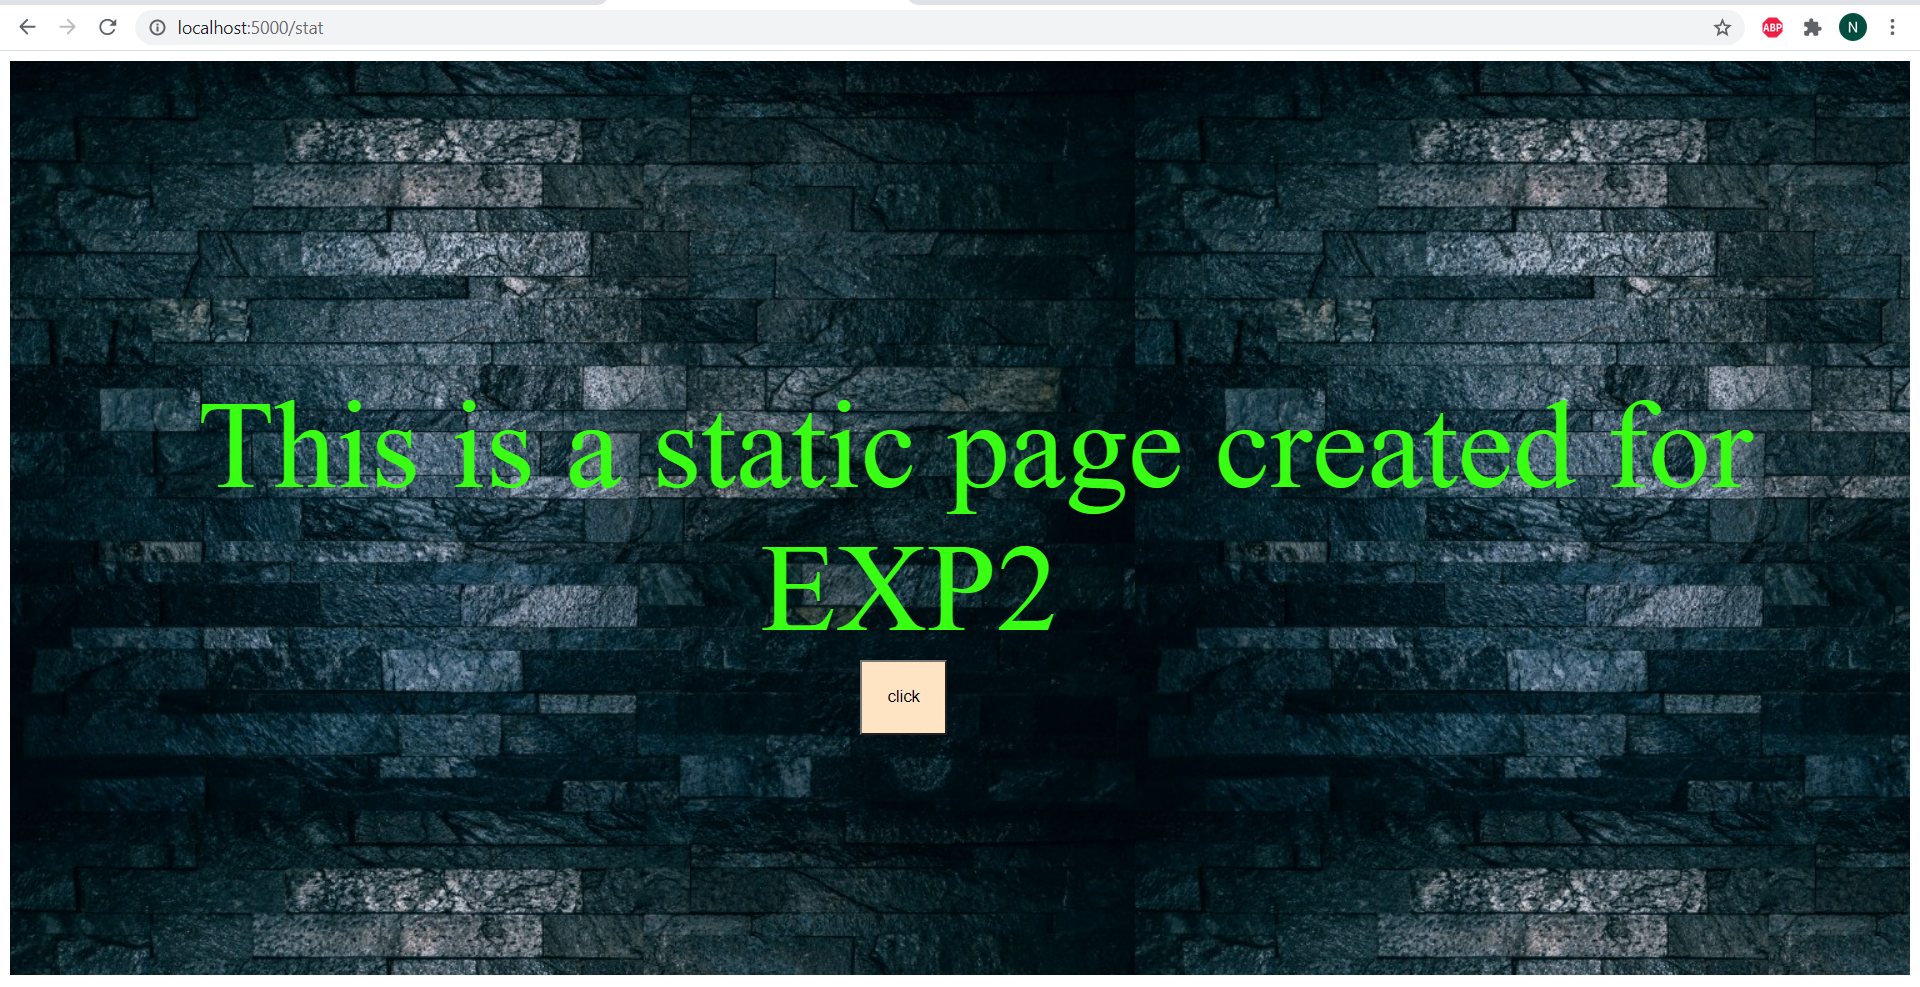 localhost:5000/stat
ABP
N
This is a static page created for
EXP2
click